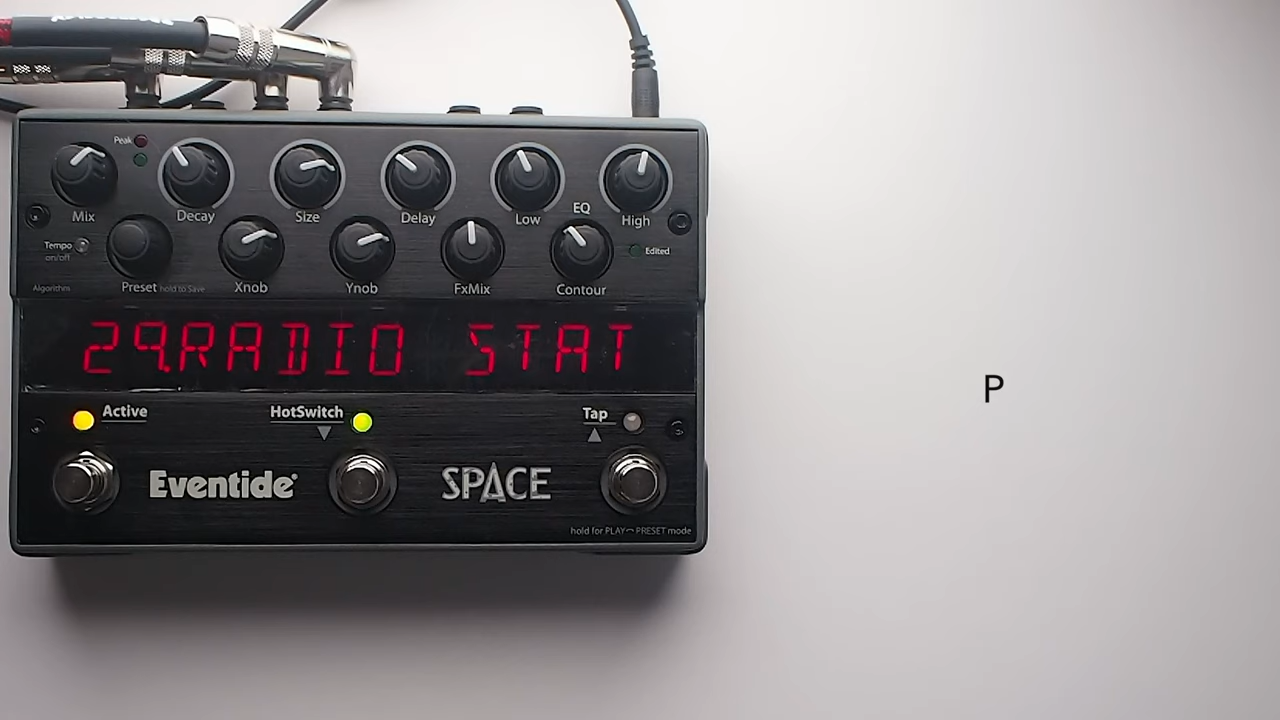 Peak
Mix
Decay
Size
Delay
Low
EQ
High
Tempo
on/off
Edited
Algorithm
Preset hold to Save
Xnob
Ynob
FxMix
Contour
29.RADIO STAT
Active
HotSwitch
Tap
Eventide®
SPACE
hold for PLAY PRESET mode
P